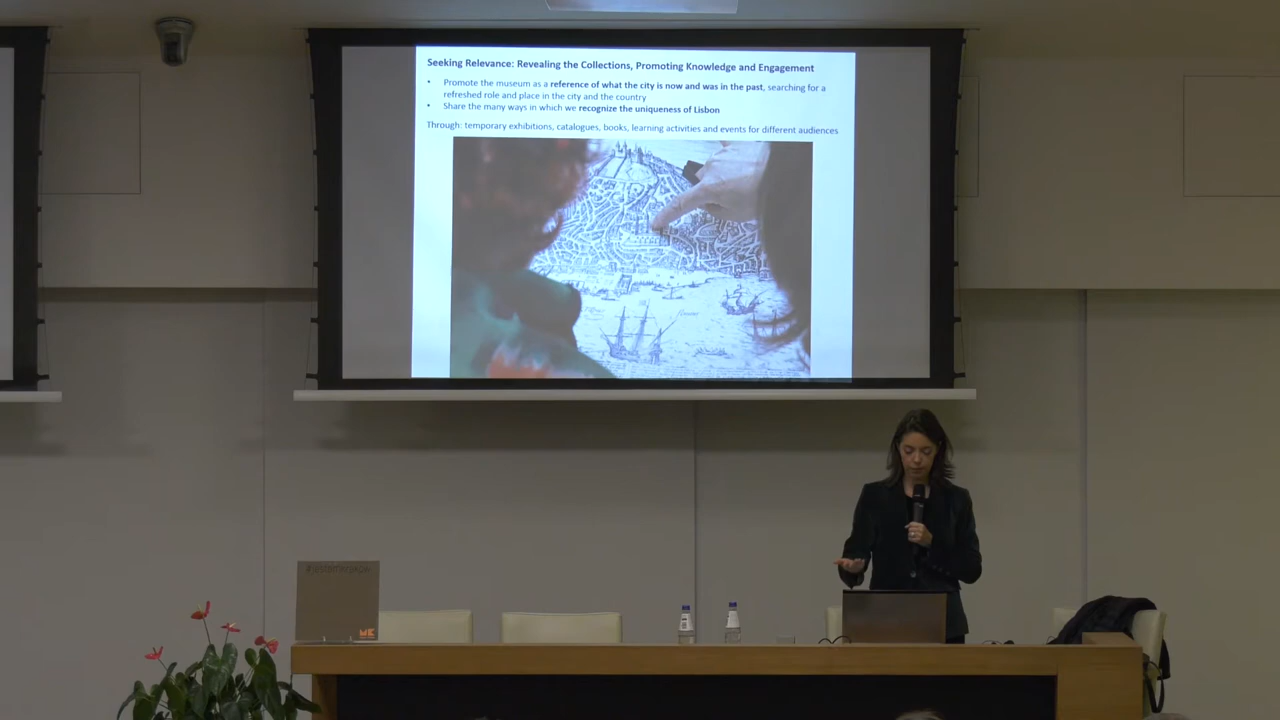 Seeking Relevance: Revealing the Collections, Promoting Knowledge and Engagement
• Promote the museum as a reference of what the city is now and was in the past, searching for a
refreshed role and place in the city and the country
• Share the many ways in which we recognize the uniqueness of Lisbon
Through: temporary exhibitions, catalogues, books, learning activities and events for different audiences